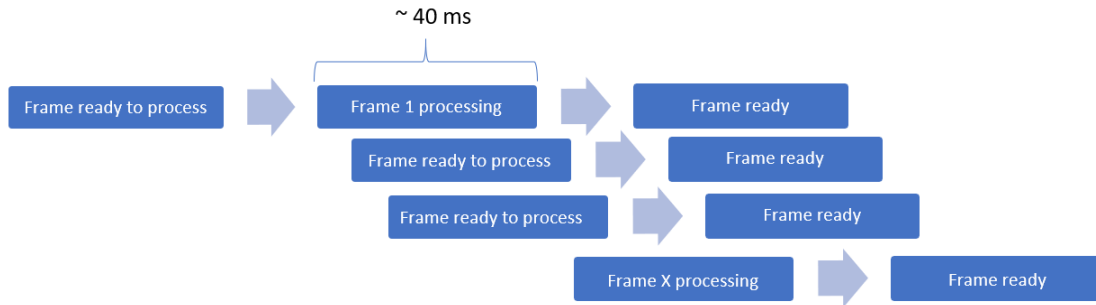 ~ 40 ms
Frame ready to process
Frame 1 processing
Frame ready
Frame ready to process
Frame ready
Frame ready to process
Frame ready
Frame X processing
Frame ready